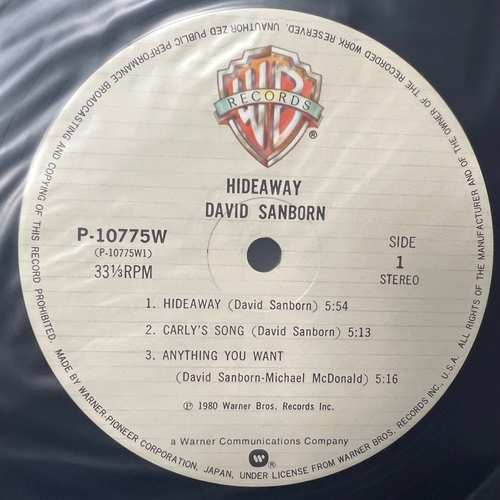 UNAUTHORIZED PUBLIC PERFORMANCE BROADCASTING AND COPYING OF THIS RECORD PROHIBITED.
ALL RIGHTS OF THE MANUFACTURER AND OF THE OWNER OF THE RECORDED WORK RESERVED.
WB
RECORDS
®
HIDEAWAY
DAVID SANBORN
P-10775W
(P-10775W1)
33⅓RPM
SIDE
1
STEREO
1. HIDEAWAY (David Sanborn) 5:54
2. CARLY'S SONG (David Sanborn) 5:13
3. ANYTHING YOU WANT
(David Sanborn-Michael McDonald) 5:16
℗ 1980 Warner Bros. Records Inc.
a Warner Communications Company
®
MADE BY WARNER-PIONEER CORPORATION, JAPAN, UNDER LICENSE FROM WARNER BROS. RECORDS INC., U.S.A.